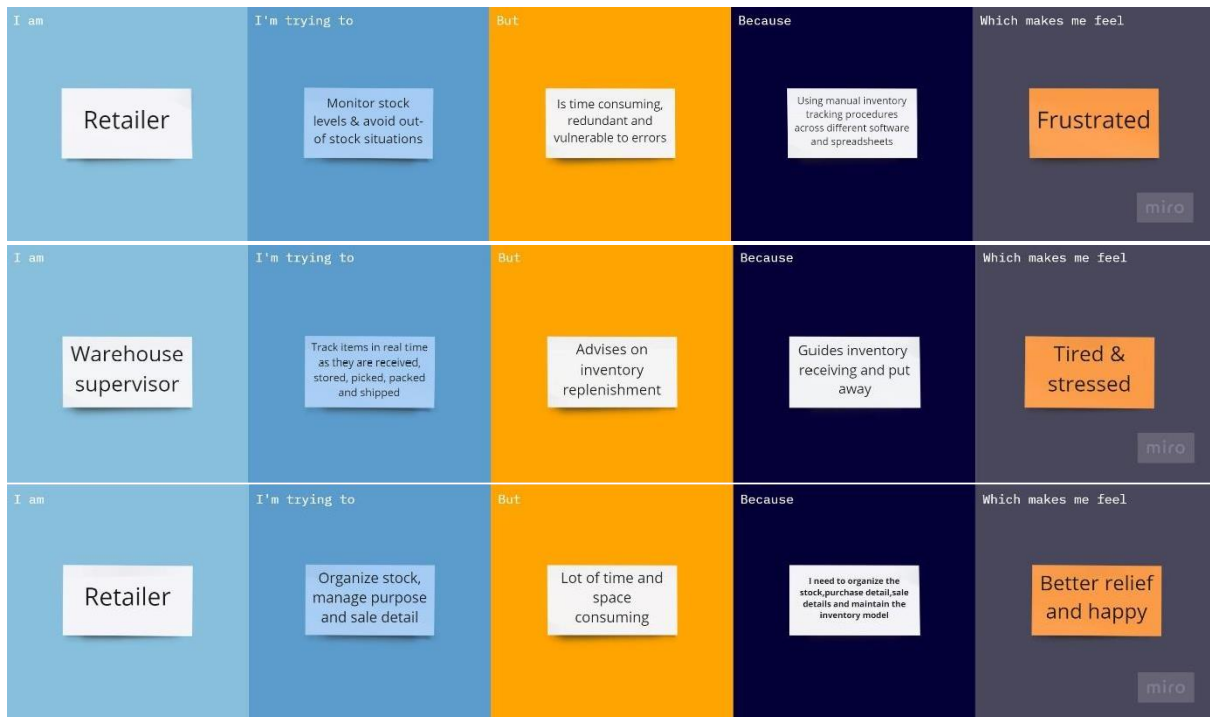 I am
I'm trying to
But
Because
Which makes me feel
Retailer
Monitor stock
levels & avoid out-
of stock situations
Is time consuming,
redundant and
vulnerable to errors
Using manual inventory
tracking procedures
across different software
and spreadsheets
Frustrated
miro
I am
I'm trying to
But
Because
Which makes me feel
Warehouse
supervisor
Track items in real time
as they are received,
stored, picked, packed
and shipped
Advises on
inventory
replenishment
Guides inventory
receiving and put
away
Tired &
stressed
miro
I am
I'm trying to
But
Because
Which makes me feel
Retailer
Organize stock,
manage purpose
and sale detail
Lot of time and
space
consuming
I need to organize the
stock,purchase detail,sale
details and maintain the
inventory model
Better relief
and happy
miro